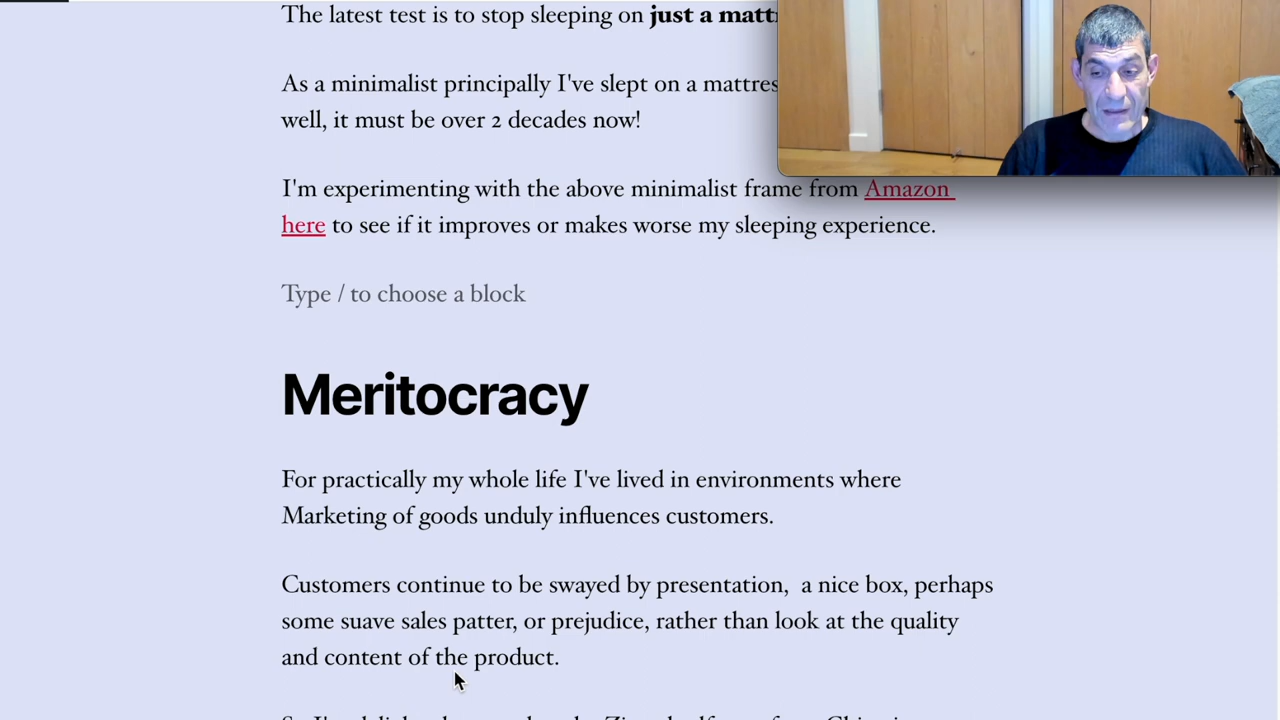 The latest test is to stop sleeping on just a
As a minimalist principally I've slept on a
well, it must be over 2 decades now!
I'm experimenting with the above minimalist frame from Amazon
here to see if it improves or makes worse my sleeping experience.
Type / to choose a block
Meritocracy
For practically my whole life I've lived in environments where
Marketing of goods unduly influences customers.
Customers continue to be swayed by presentation,  a nice box, perhaps
some suave sales patter, or prejudice, rather than look at the quality
and content of the product.